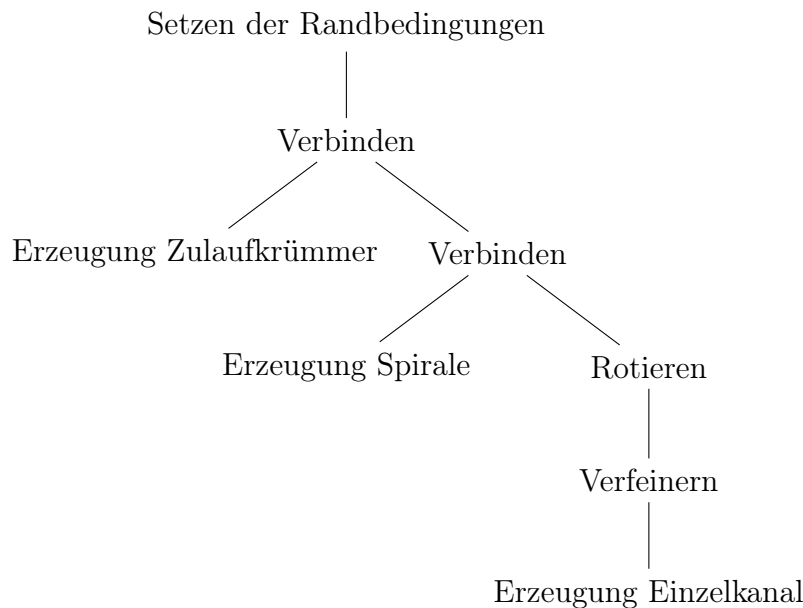 Setzen der Randbedingungen
Verbinden
Erzeugung Zulaufkrümmer
Verbinden
Erzeugung Spirale
Rotieren
Verfeinern
Erzeugung Einzelkanal